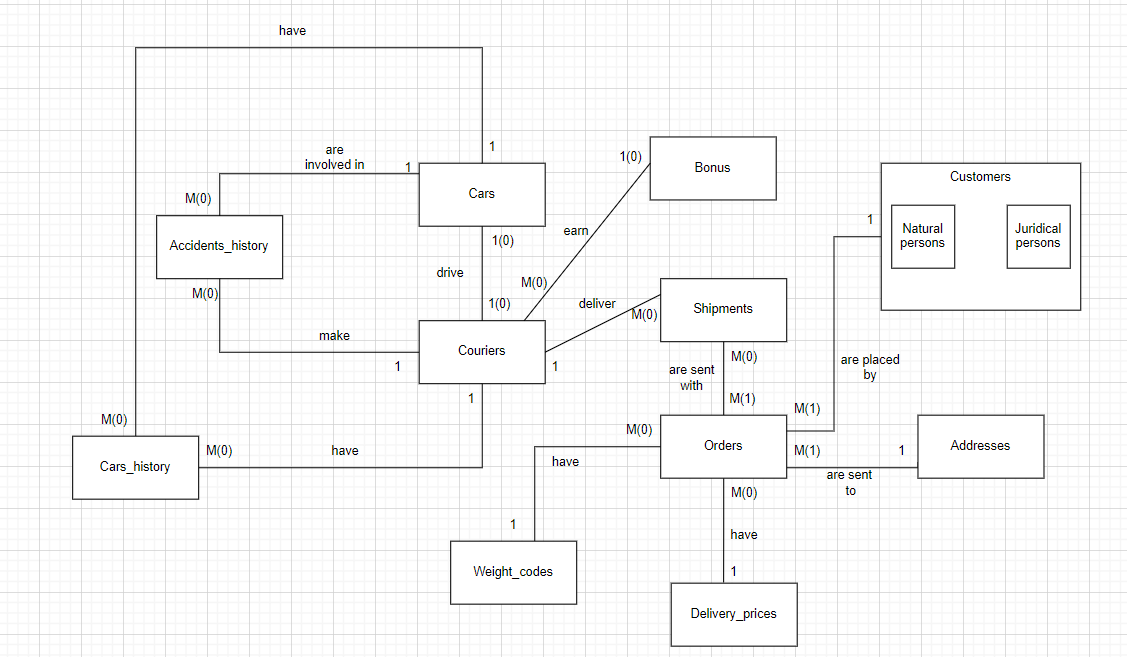 have
1
are
involved in
1
M(0)
Cars
Accidents_history
1(0)
drive
1(0)
M(0)
make
1
Couriers
1
M(0)
Cars_history
M(0)
have
1(0)
Bonus
earn
M(0)
deliver
M(0)
1
Shipments
M(0)
are sent
with
M(1)
Customers
Natural
persons
Juridical
persons
1
are placed
by
M(1)
Orders
M(0)
have
1
Weight_codes
M(1)
1
are sent
to
Addresses
M(0)
have
1
Delivery_prices